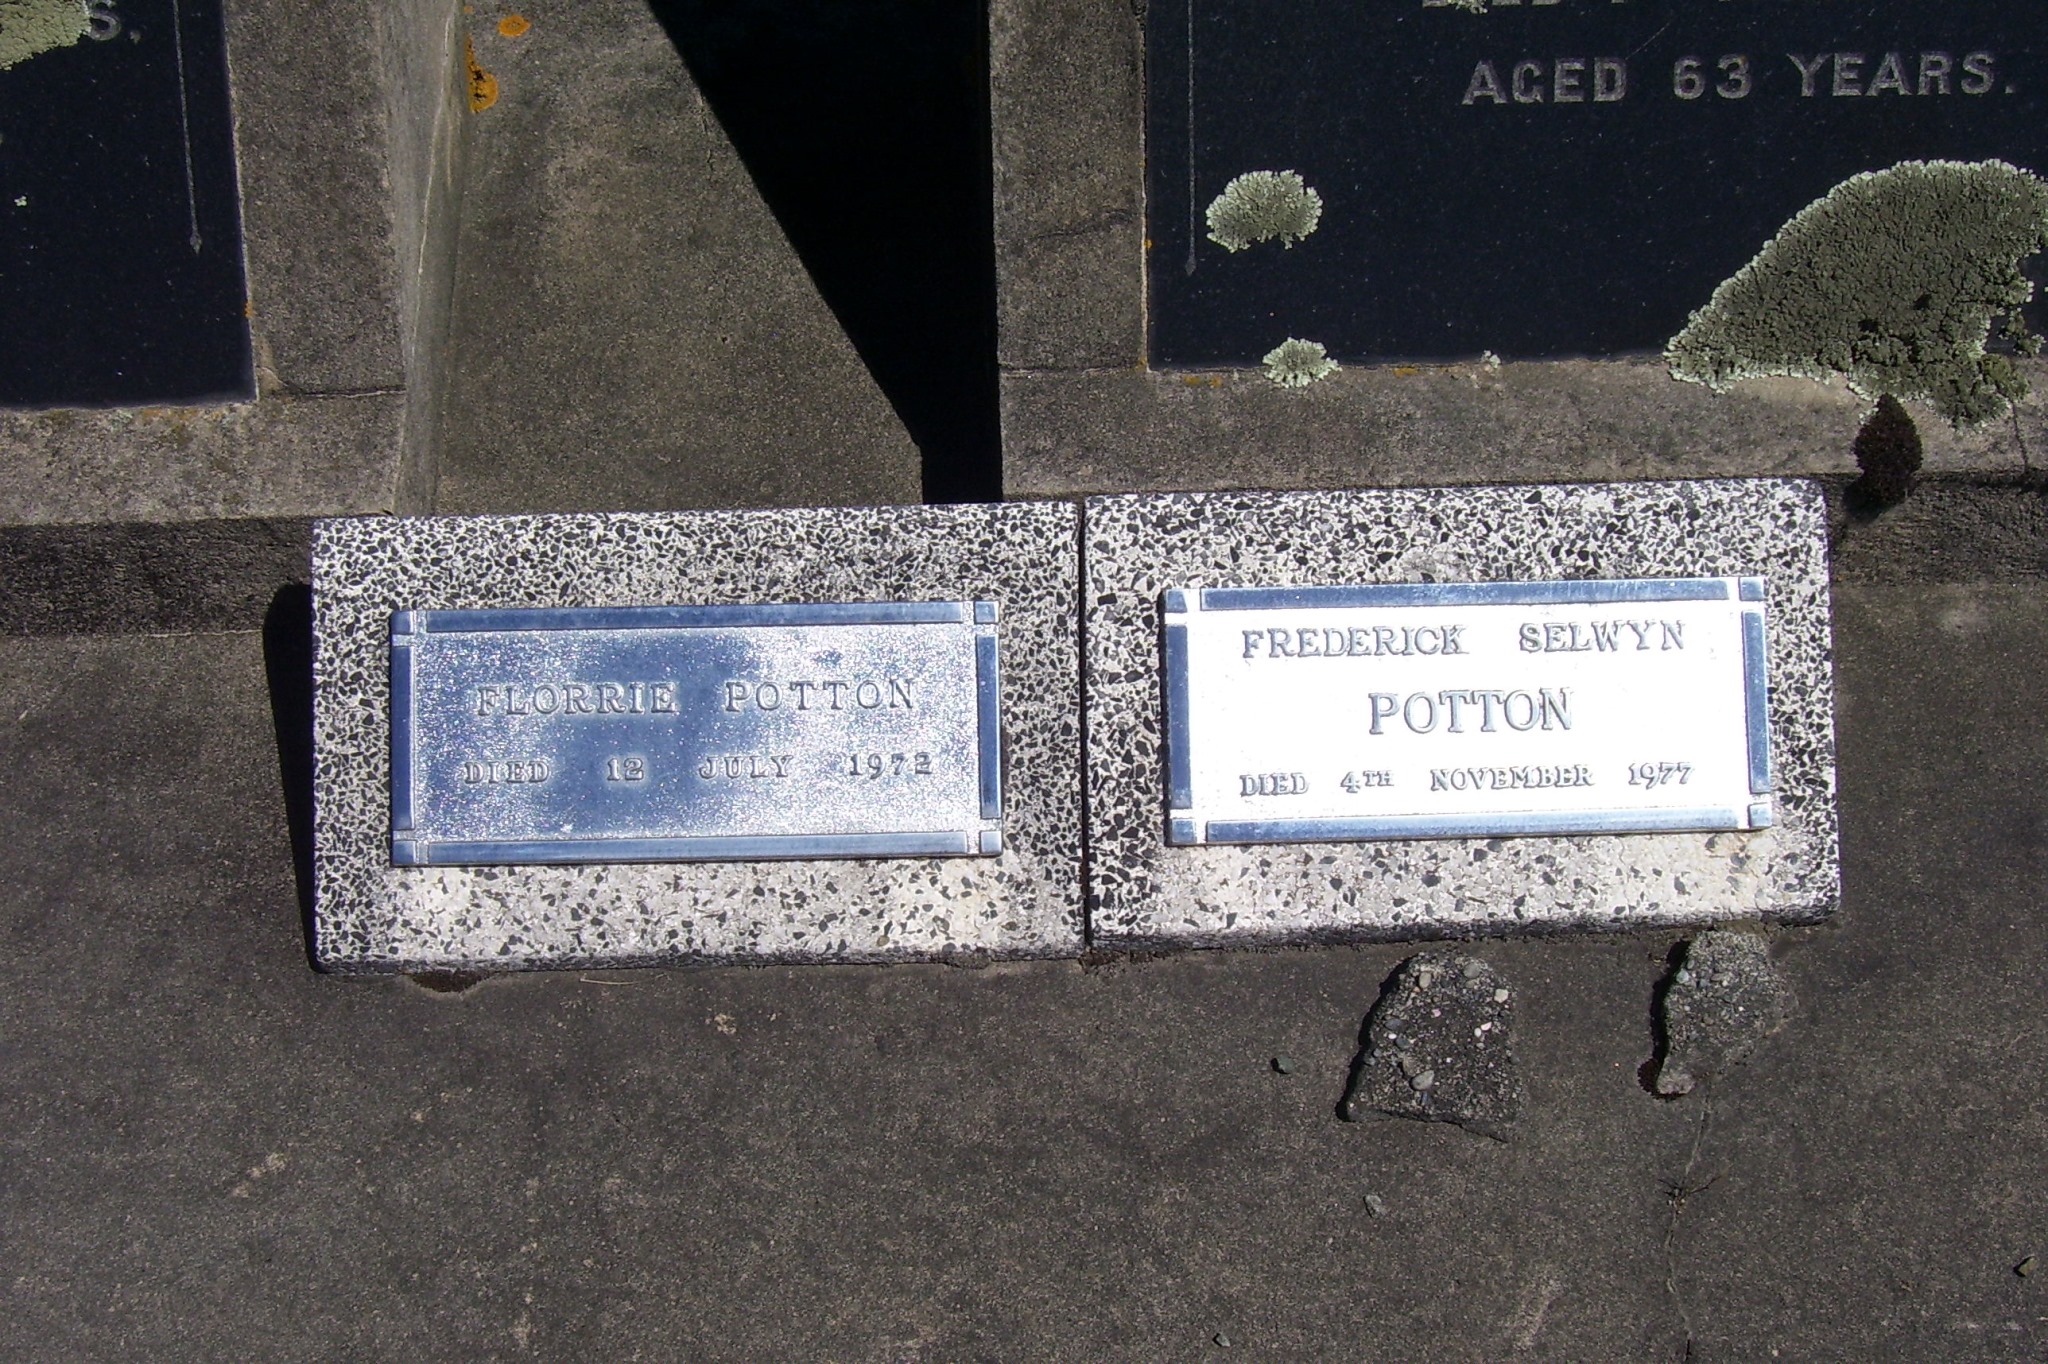 S.
AGED 63 YEARS.
FLORRIE POTTON
DIED 12 JULY 1972
FREDERICK SELWYN
POTTON
DIED 4TH NOVEMBER 1977